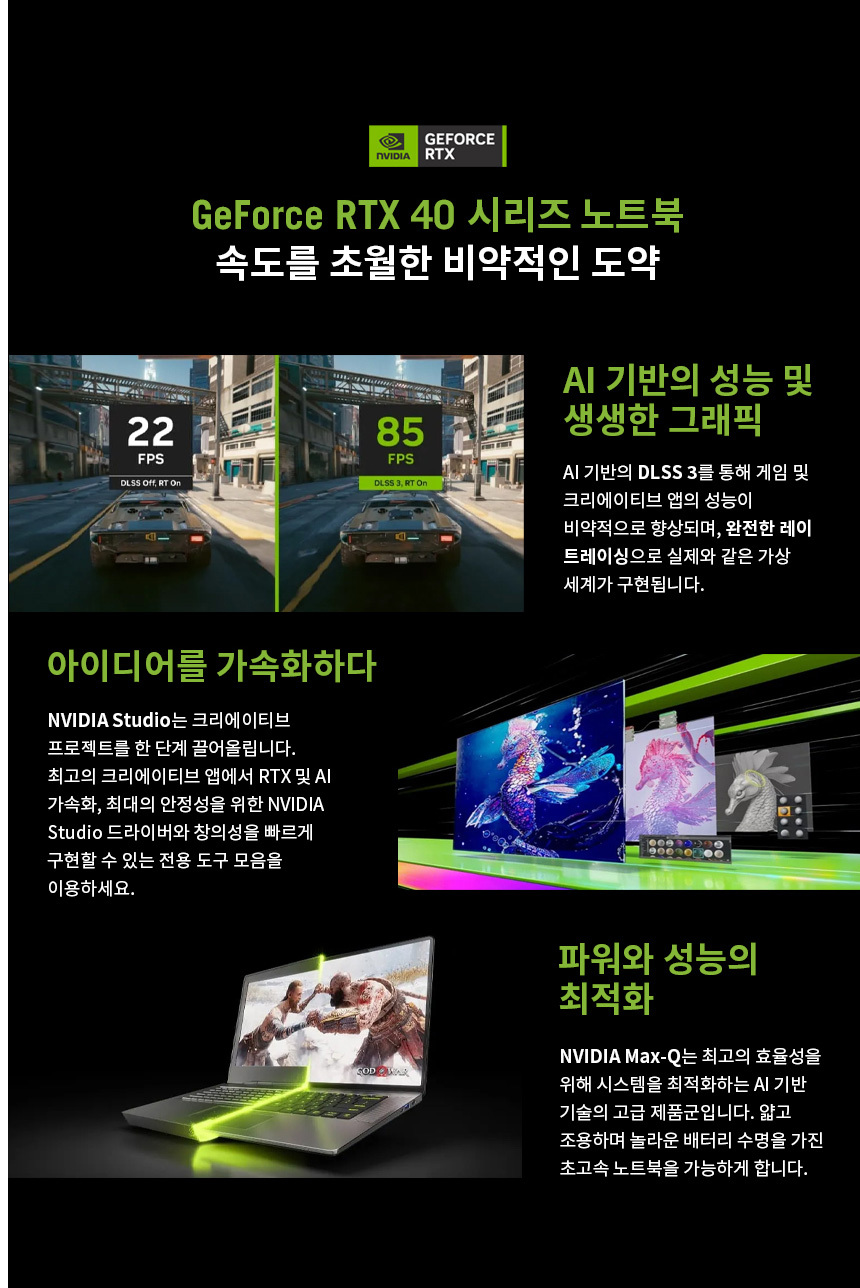 NVIDIA
GEFORCE
RTX
GeForce RTX 40 시리즈 노트북
속도를 초월한 비약적인 도약
22
FPS
DLSS Off, RT On
85
FPS
DLSS 3, RT On
AI 기반의 성능 및
생생한 그래픽
AI 기반의 DLSS 3를 통해 게임 및
크리에이티브 앱의 성능이
비약적으로 향상되며, 완전한 레이
트레이싱으로 실제와 같은 가상
세계가 구현됩니다.
아이디어를 가속화하다
NVIDIA Studio는 크리에이티브
프로젝트를 한 단계 끌어올립니다.
최고의 크리에이티브 앱에서 RTX 및 AI
가속화, 최대의 안정성을 위한 NVIDIA
Studio 드라이버와 창의성을 빠르게
구현할 수 있는 전용 도구 모음을
이용하세요.
GOD WAR
파워와 성능의
최적화
NVIDIA Max-Q는 최고의 효율성을
위해 시스템을 최적화하는 AI 기반
기술의 고급 제품군입니다. 얇고
조용하며 놀라운 배터리 수명을 가진
초고속 노트북을 가능하게 합니다.